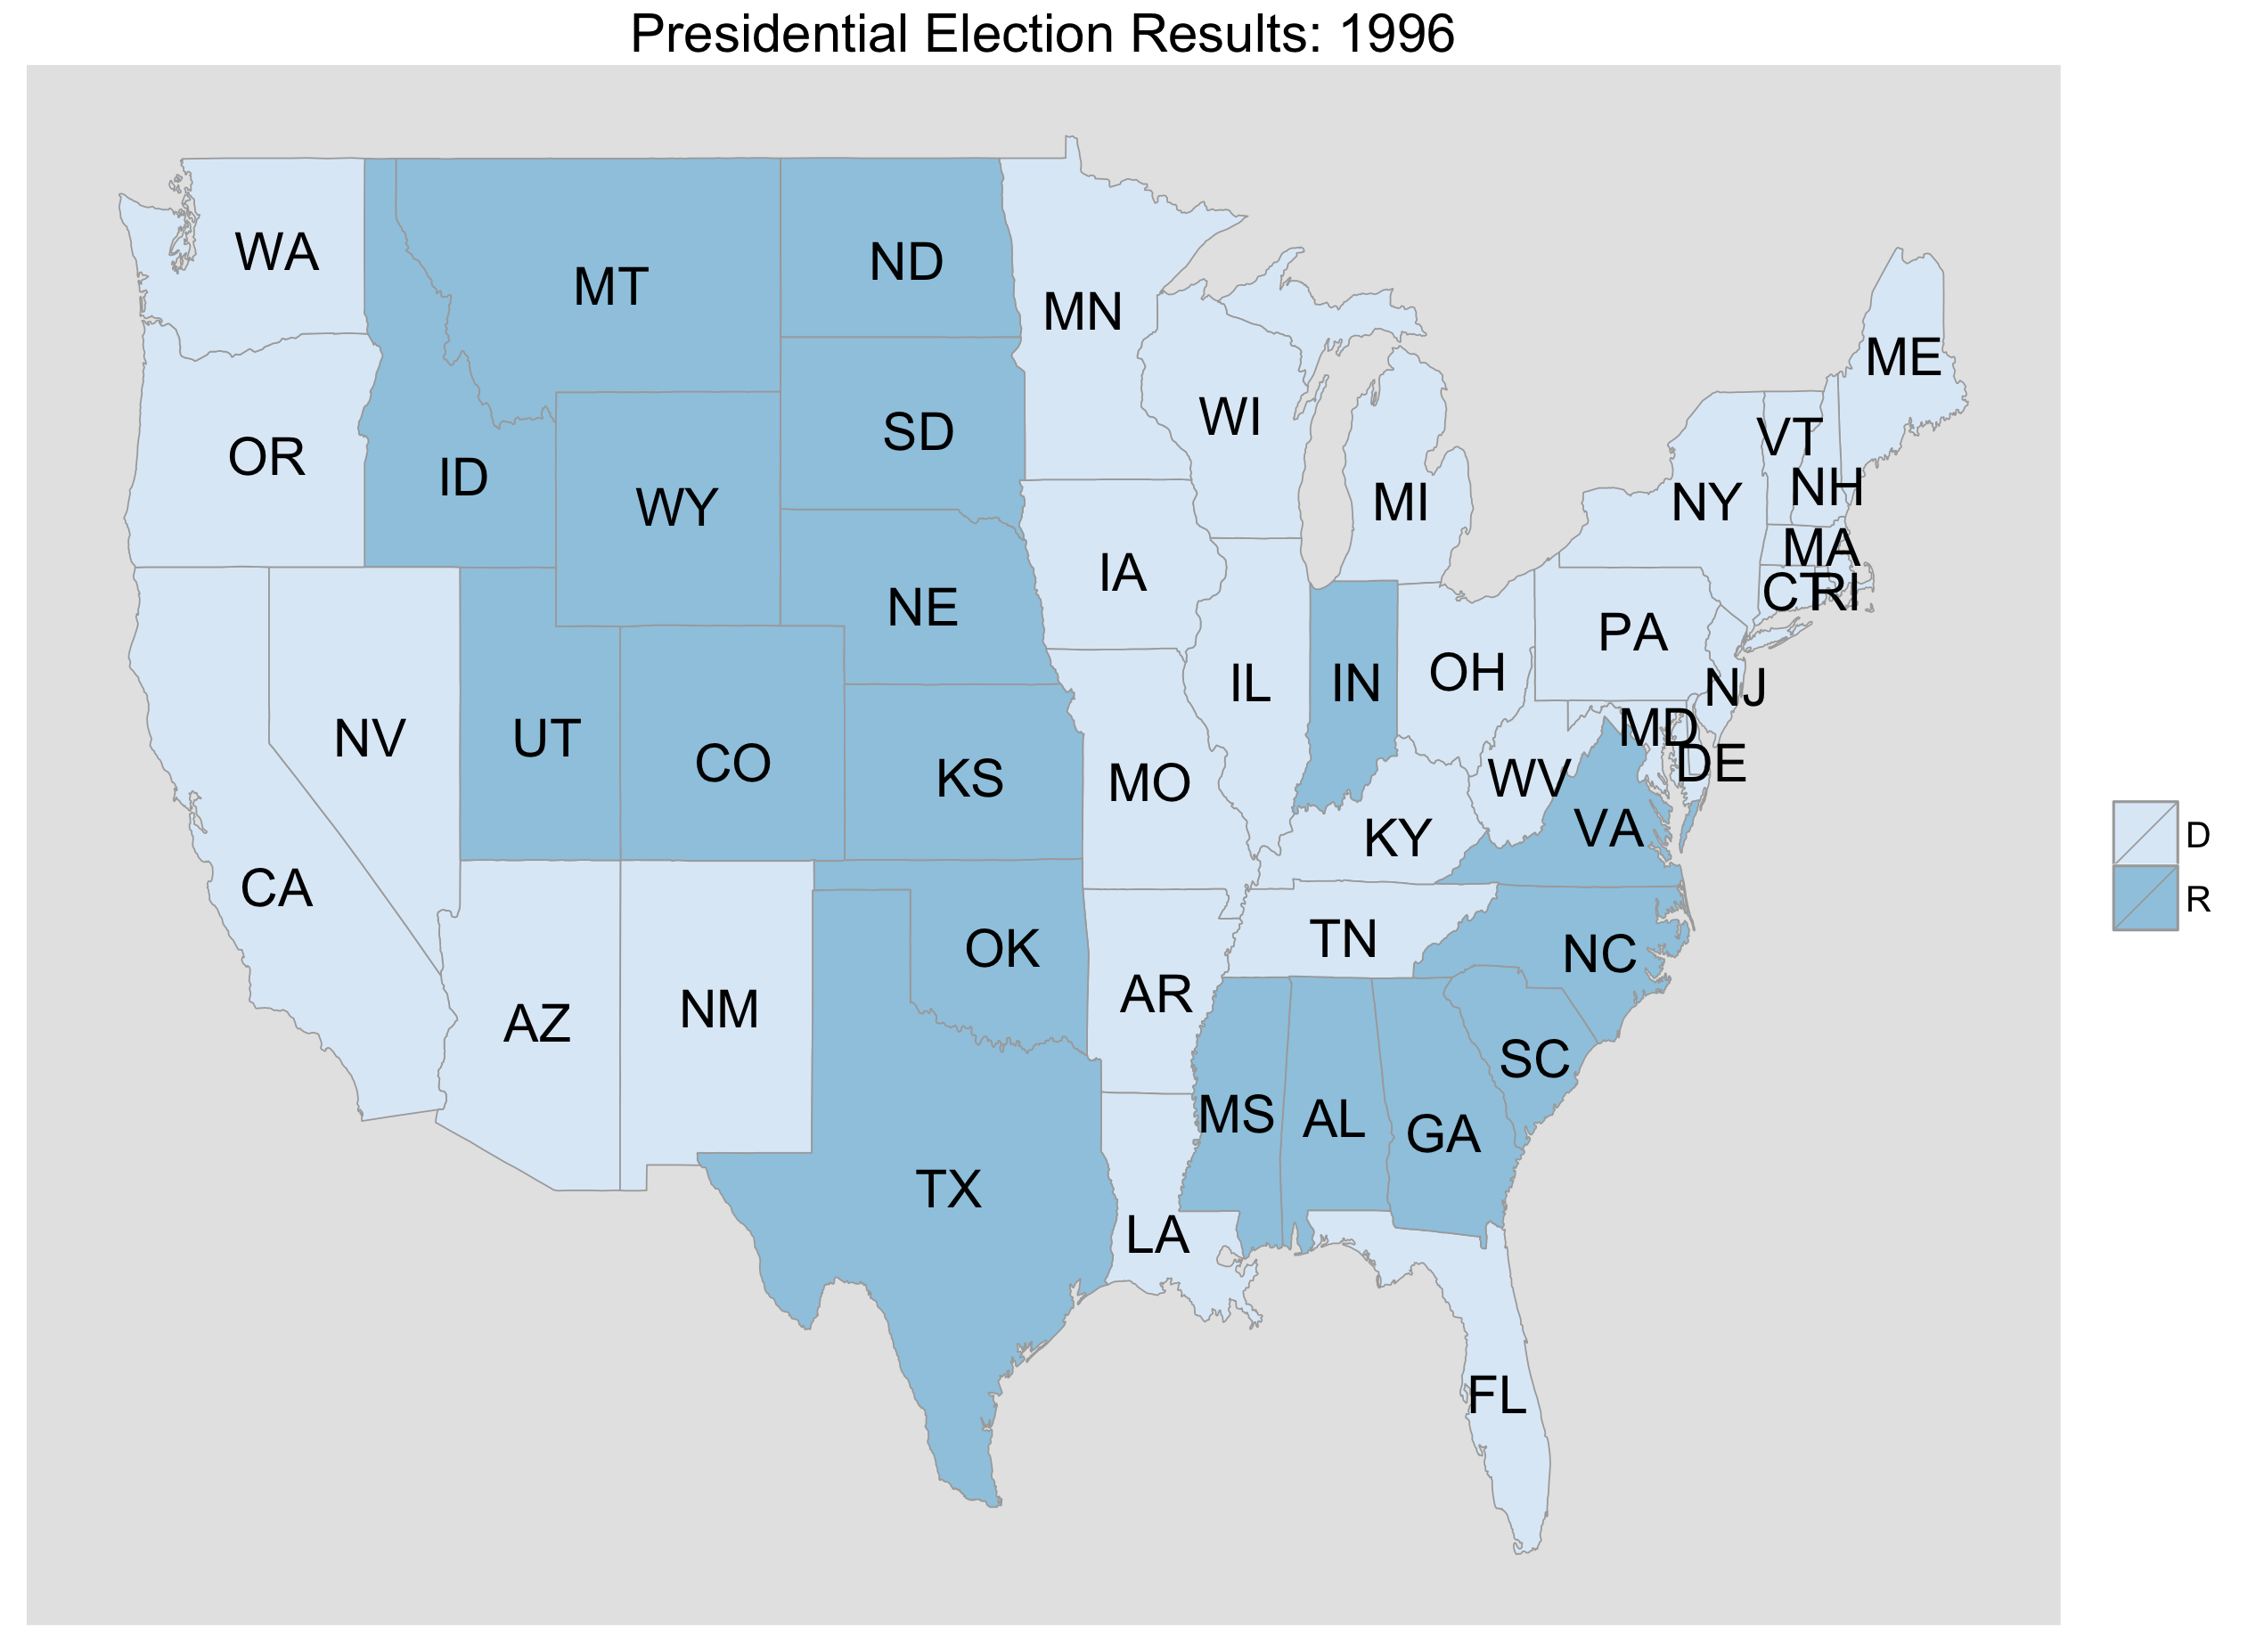 Presidential Election Results: 1996
WA
MT
ND
MN
ME
OR
ID
WY
SD
WI
MI
VT
NH
NY
MA
CT
RI
IA
NE
PA
NV
UT
CO
KS
MO
IL
IN
OH
NJ
MD
DE
WV
VA
KY
CA
D
R
AZ
NM
OK
AR
TN
NC
SC
MS
AL
GA
TX
LA
FL